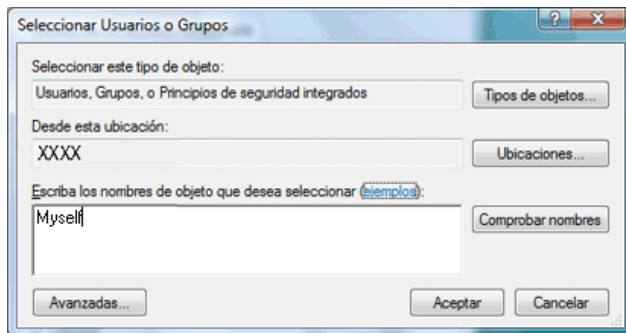 Seleccionar Usuarios o Grupos
Seleccionar este tipo de objeto:
Usuarios, Grupos, o Principios de seguridad integrados
Tipos de objetos...
Desde esta ubicación:
XXXX
Ubicaciones...
Escriba los nombres de objeto que desea seleccionar (ejemplos):
Myself
Comprobar nombres
Avanzadas...
Aceptar
Cancelar